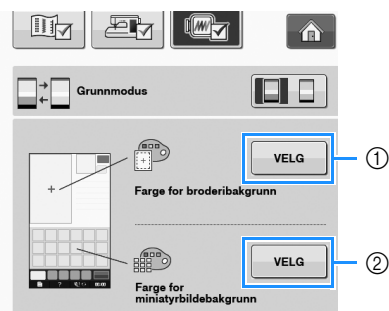 Grunnmodus
VELG
①
Farge for broderibakgrunn
VELG
②
Farge for
miniatyrbildebakgrunn